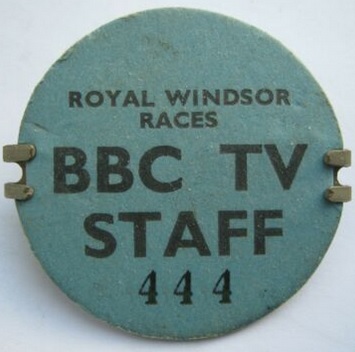 ROYAL WINDSOR
RACES
BBC TV
STAFF
444